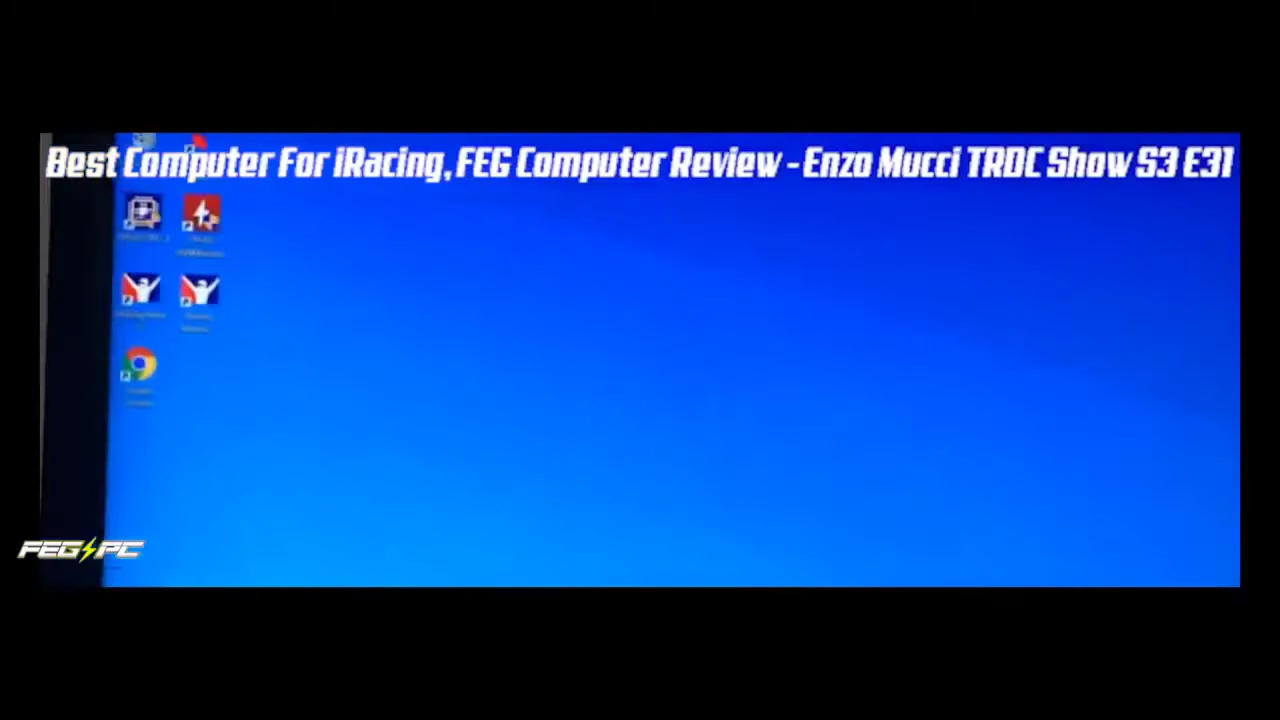 Best Computer For iRacing, FEG Computer Review - Enzo Mucci TRDC Show S3 E31
FEG PC